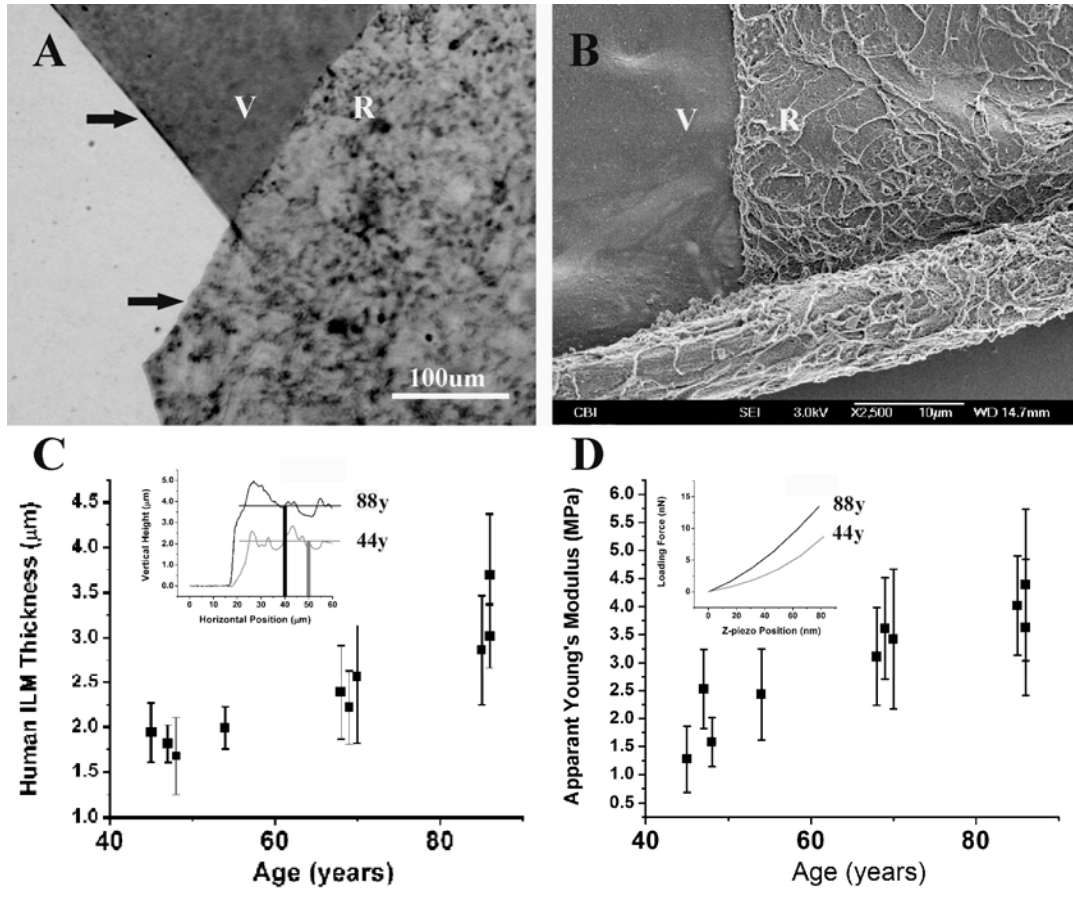 A
V
R
100um
B
V
R
CBI
SEI
3.0kV
X2,500
10µm
WD 14.7mm
C
Human ILM Thickness (µm)
4.5
4.0
3.5
3.0
2.5
2.0
1.5
1.0
40
60
80
Age (years)
Vertical Height (µm)
5.0
4.0
3.0
2.0
1.0
0.0
0
10
20
30
40
50
60
Horizontal Position (µm)
88y
44y
D
Apparant Young's Modulus (MPa)
6.0
5.5
5.0
4.5
4.0
3.5
3.0
2.5
2.0
1.5
1.0
0.5
40
60
80
Age (years)
Loading Force (nN)
15
10
5
0
0
20
40
60
80
Z-piezo Position (nm)
88y
44y